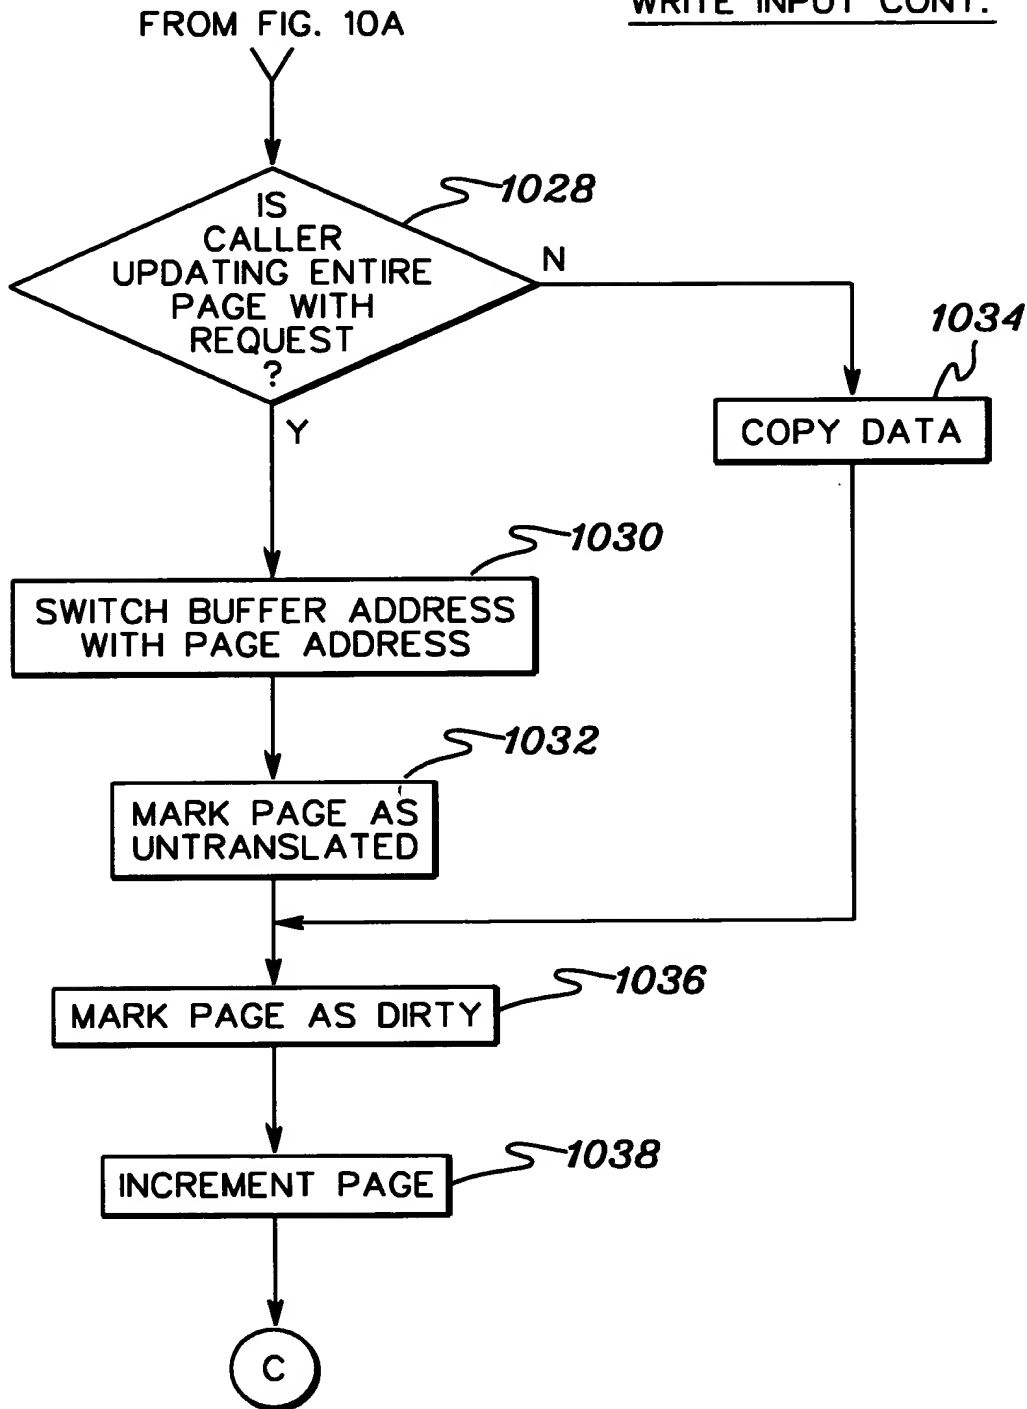 WRITE INPUT CONT.
FROM FIG. 10A
1028
IS
CALLER
UPDATING ENTIRE
PAGE WITH
REQUEST
?
N
1034
COPY DATA
Y
1030
SWITCH BUFFER ADDRESS
WITH PAGE ADDRESS
1032
MARK PAGE AS
UNTRANSLATED
1036
MARK PAGE AS DIRTY
1038
INCREMENT PAGE
C